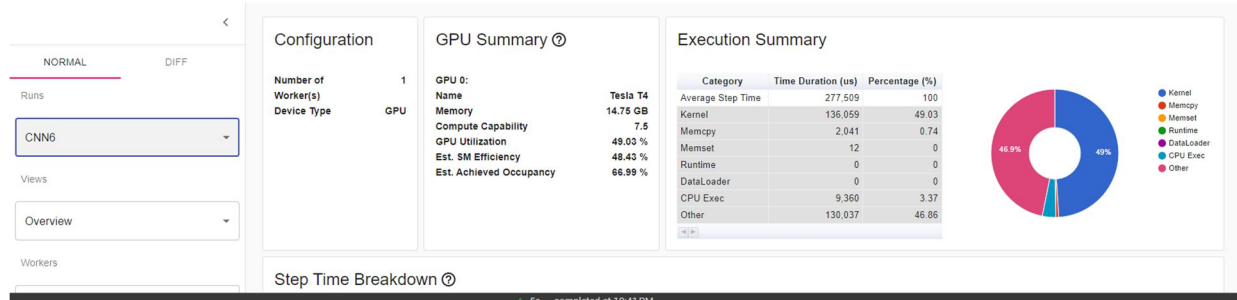 NORMAL DIFF
Runs
CNN6
Views
Overview
Workers
Configuration
Number of Worker(s) 1
Device Type GPU
GPU Summary
GPU 0:
Name Tesla T4
Memory 14.75 GB
Compute Capability 7.5
GPU Utilization 49.03 %
Est. SM Efficiency 48.43 %
Est. Achieved Occupancy 66.99 %
Execution Summary
Category Time Duration (us) Percentage (%)
Average Step Time 277,509 100
Kernel 136,059 49.03
Memcpy 2,041 0.74
Memset 12 0
Runtime 0 0
DataLoader 0 0
CPU Exec 9,360 3.37
Other 130,037 46.86
46.9%
49%
Kernel
Memcpy
Memset
Runtime
DataLoader
CPU Exec
Other
Step Time Breakdown
completed at 10:41 PM